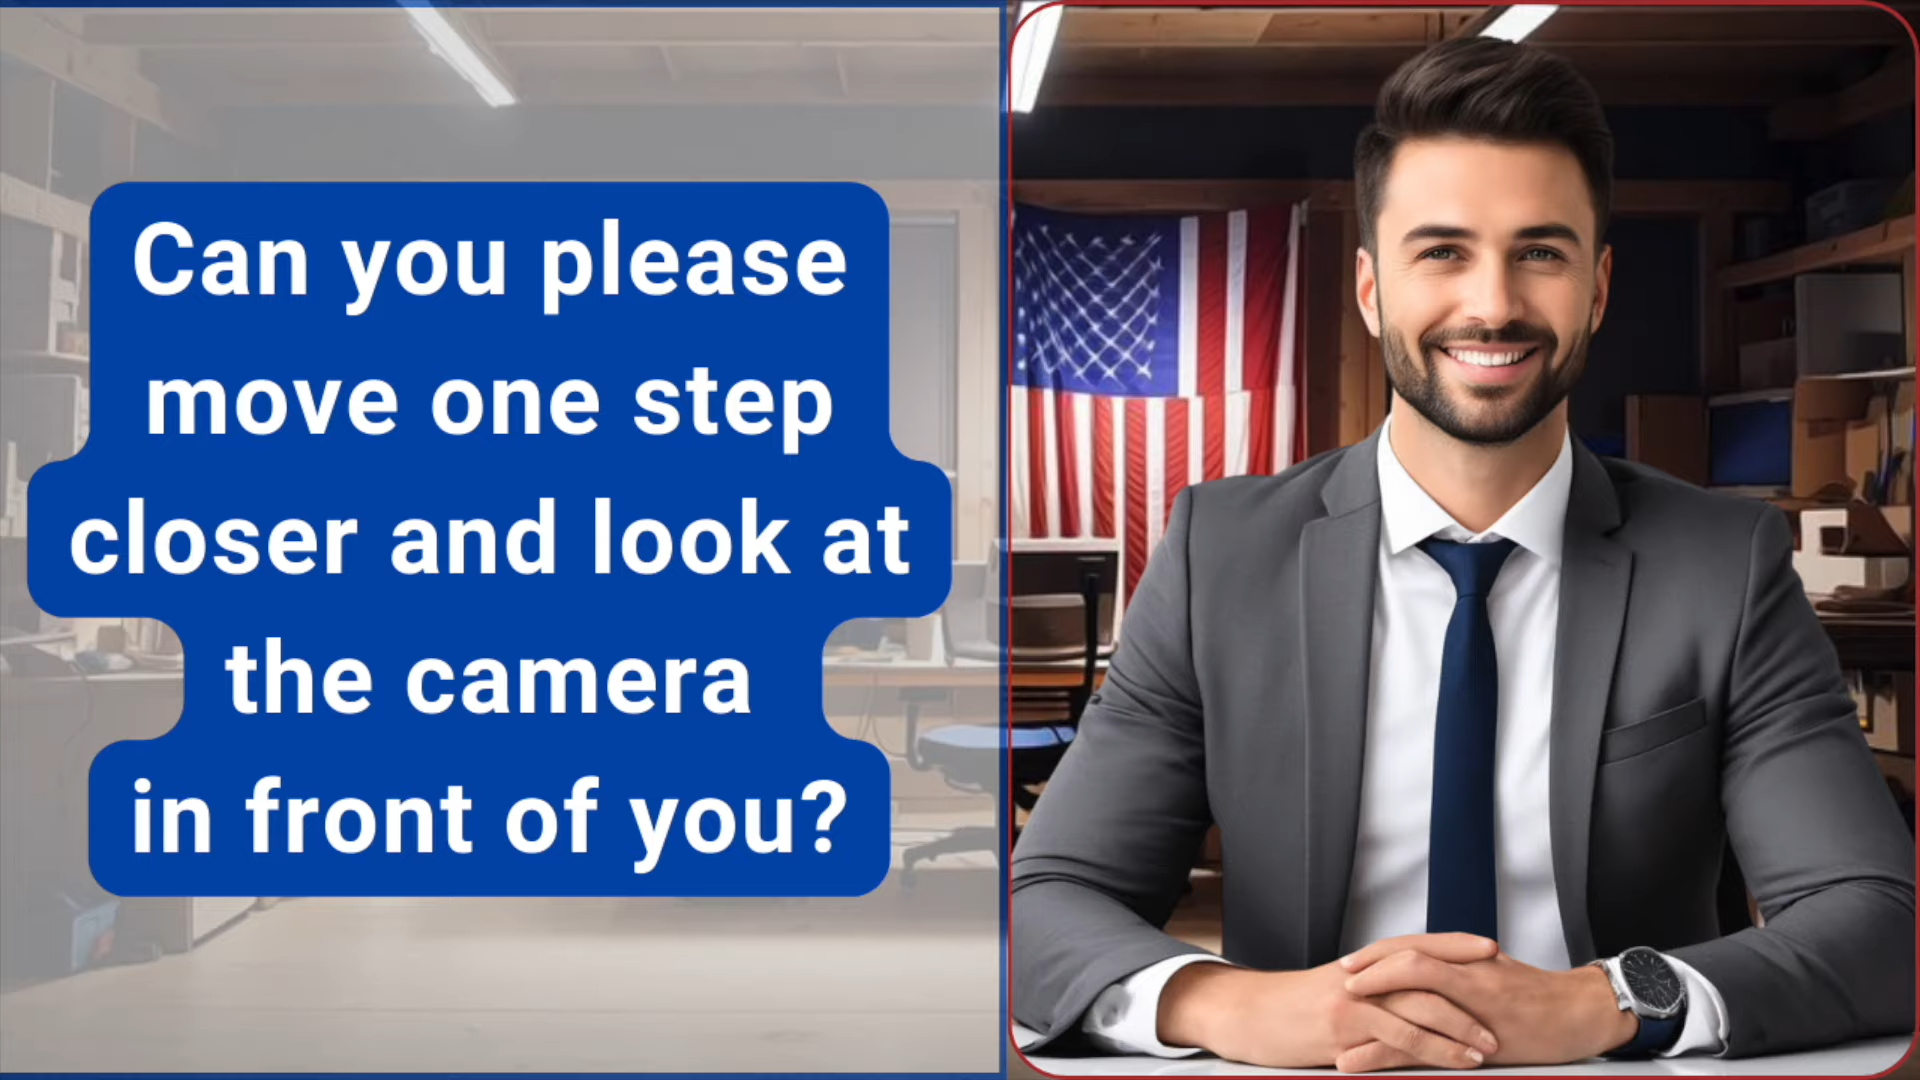 Can you please
move one step
closer and look at
the camera
in front of you?